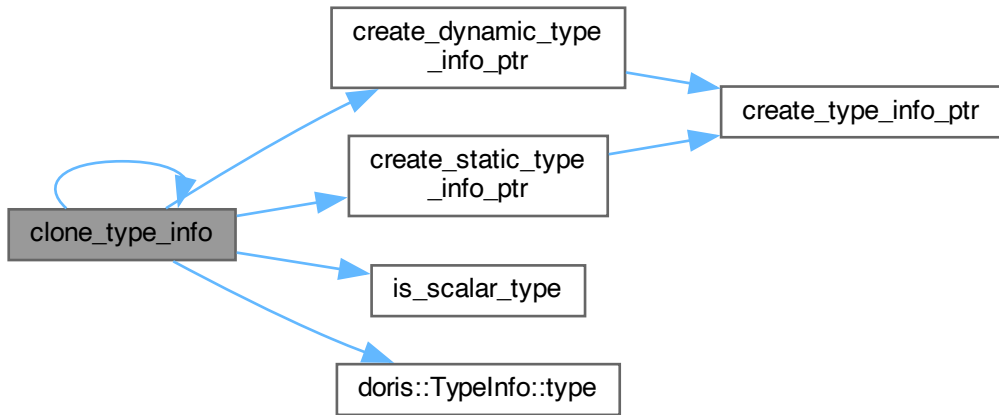 create_dynamic_type
_info_ptr
create_type_info_ptr
create_static_type
_info_ptr
clone_type_info
is_scalar_type
doris::TypeInfo::type